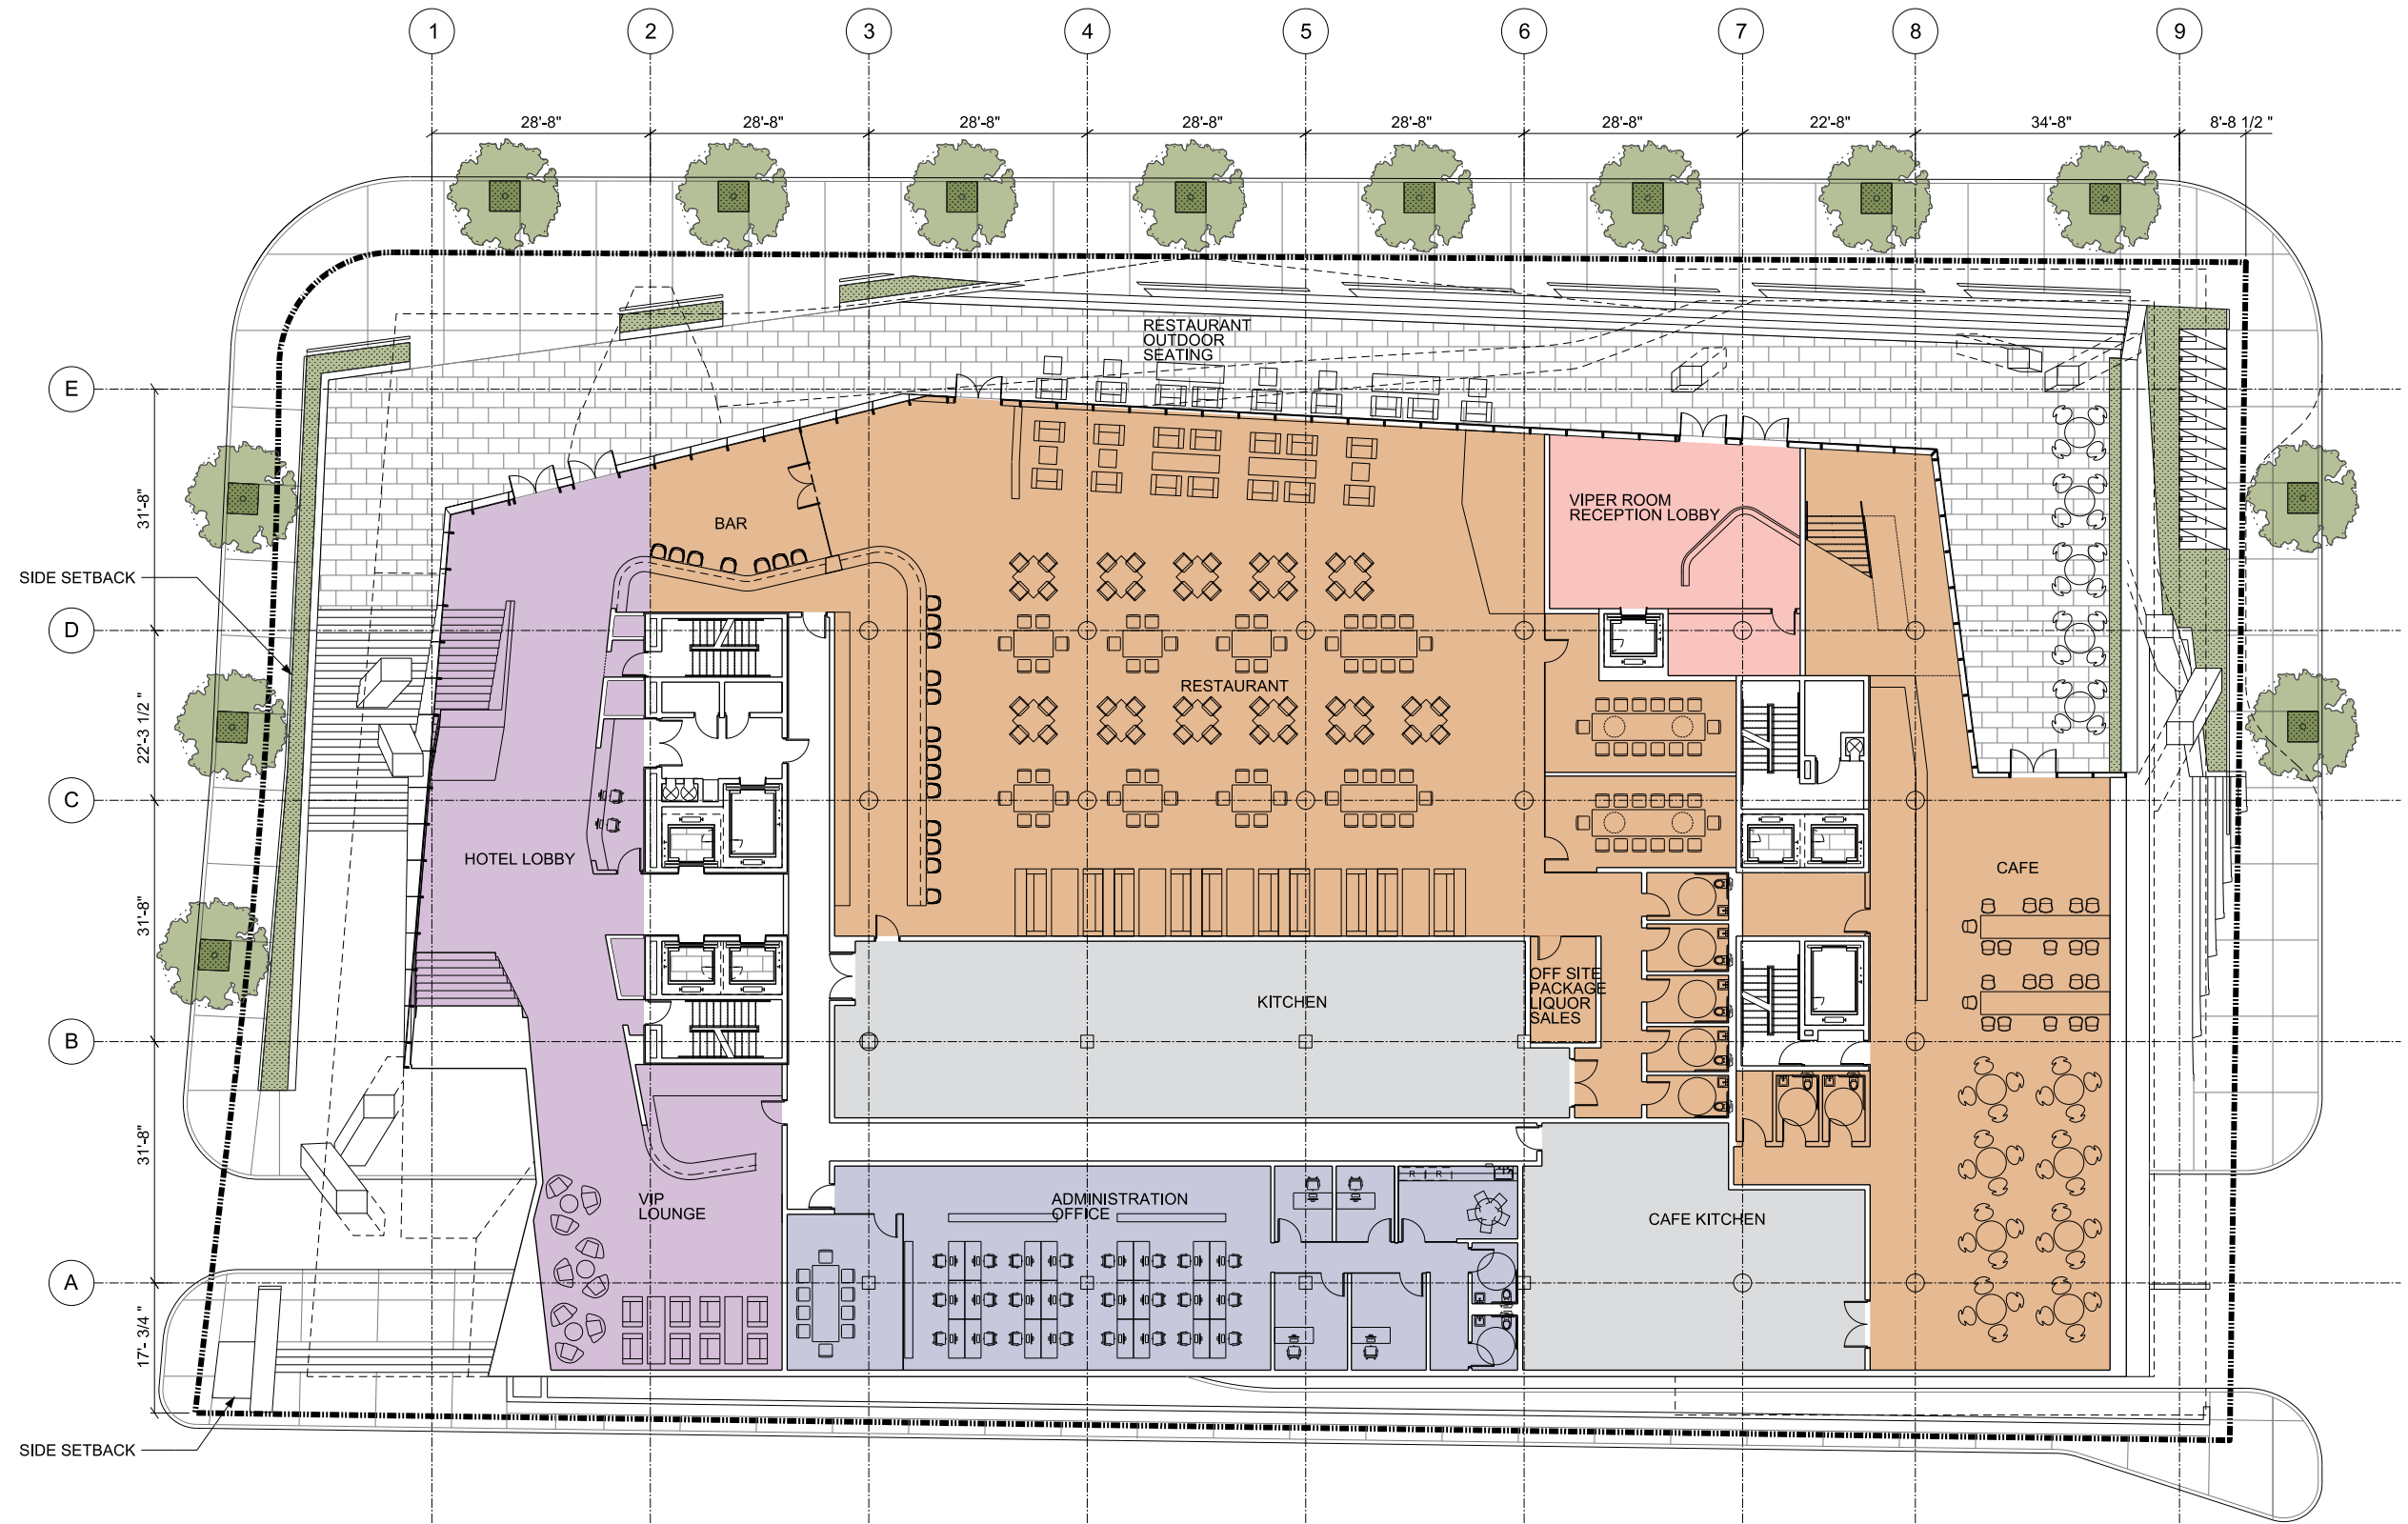 1 2 3 4 5 6 7 8 9
28'-8" 28'-8" 28'-8" 28'-8" 28'-8" 28'-8" 22'-8" 34'-8" 8'-8 1/2 "
RESTAURANT
OUTDOOR
SEATING
E
31'-8"
BAR
VIPER ROOM
RECEPTION LOBBY
SIDE SETBACK
D
RESTAURANT
22'-3 1/2 "
C
HOTEL LOBBY
CAFE
31'-8"
KITCHEN
OFF SITE
PACKAGE
LIQUOR
SALES
B
31'-8"
R R
VIP
LOUNGE
ADMINISTRATION
OFFICE
CAFE KITCHEN
A
17'- 3/4 "
SIDE SETBACK